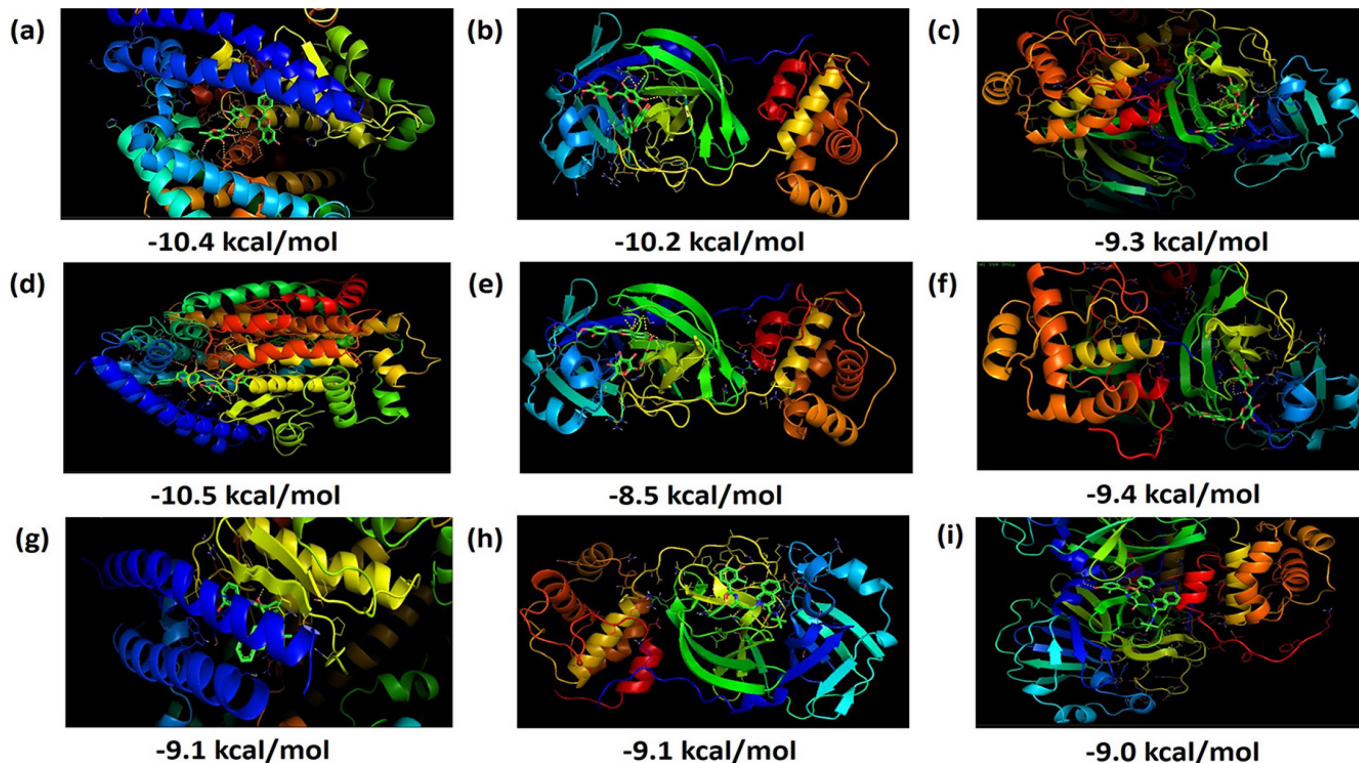 (a) (b) (c)
-10.4 kcal/mol -10.2 kcal/mol -9.3 kcal/mol
(d) (e) (f)
-10.5 kcal/mol -8.5 kcal/mol -9.4 kcal/mol
(g) (h) (i)
-9.1 kcal/mol -9.1 kcal/mol -9.0 kcal/mol